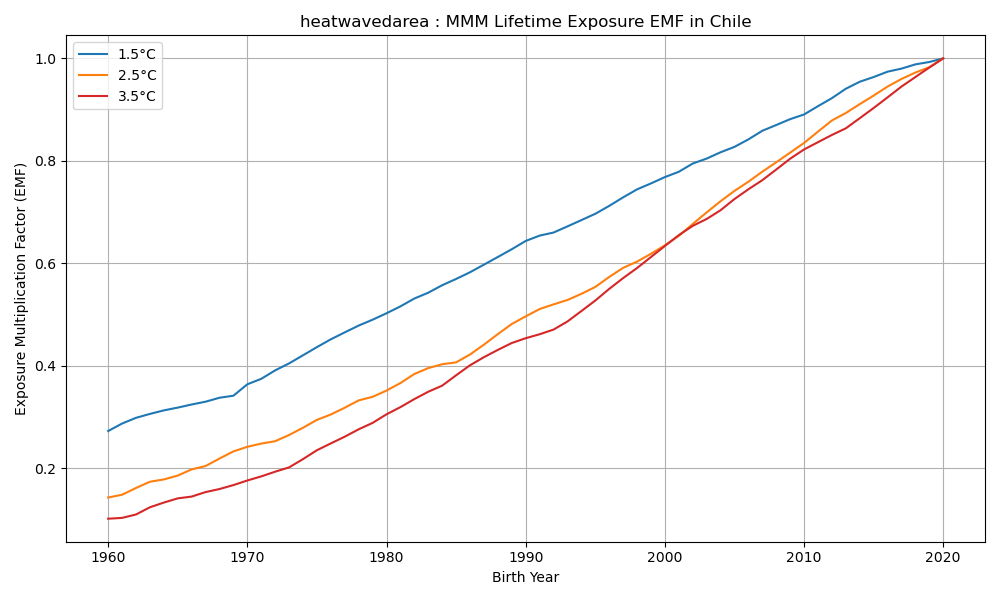 heatwavedarea : MMM Lifetime Exposure EMF in Chile
1.5°C
2.5°C
3.5°C
Exposure Multiplication Factor (EMF)
1.0
0.8
0.6
0.4
0.2
1960
1970
1980
1990
2000
2010
2020
Birth Year